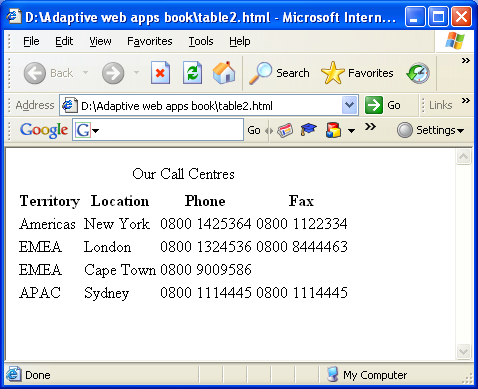 D:\Adaptive web apps book\table2.html - Microsoft Intern...
File Edit View Favorites Tools Help
Back Search Favorites
Address D:\Adaptive web apps book\table2.html Go Links
Google G Go Settings
Our Call Centres
Territory Location Phone Fax
Americas New York 0800 1425364 0800 1122334
EMEA London 0800 1324536 0800 8444463
EMEA Cape Town 0800 9009586
APAC Sydney 0800 1114445 0800 1114445
Done My Computer